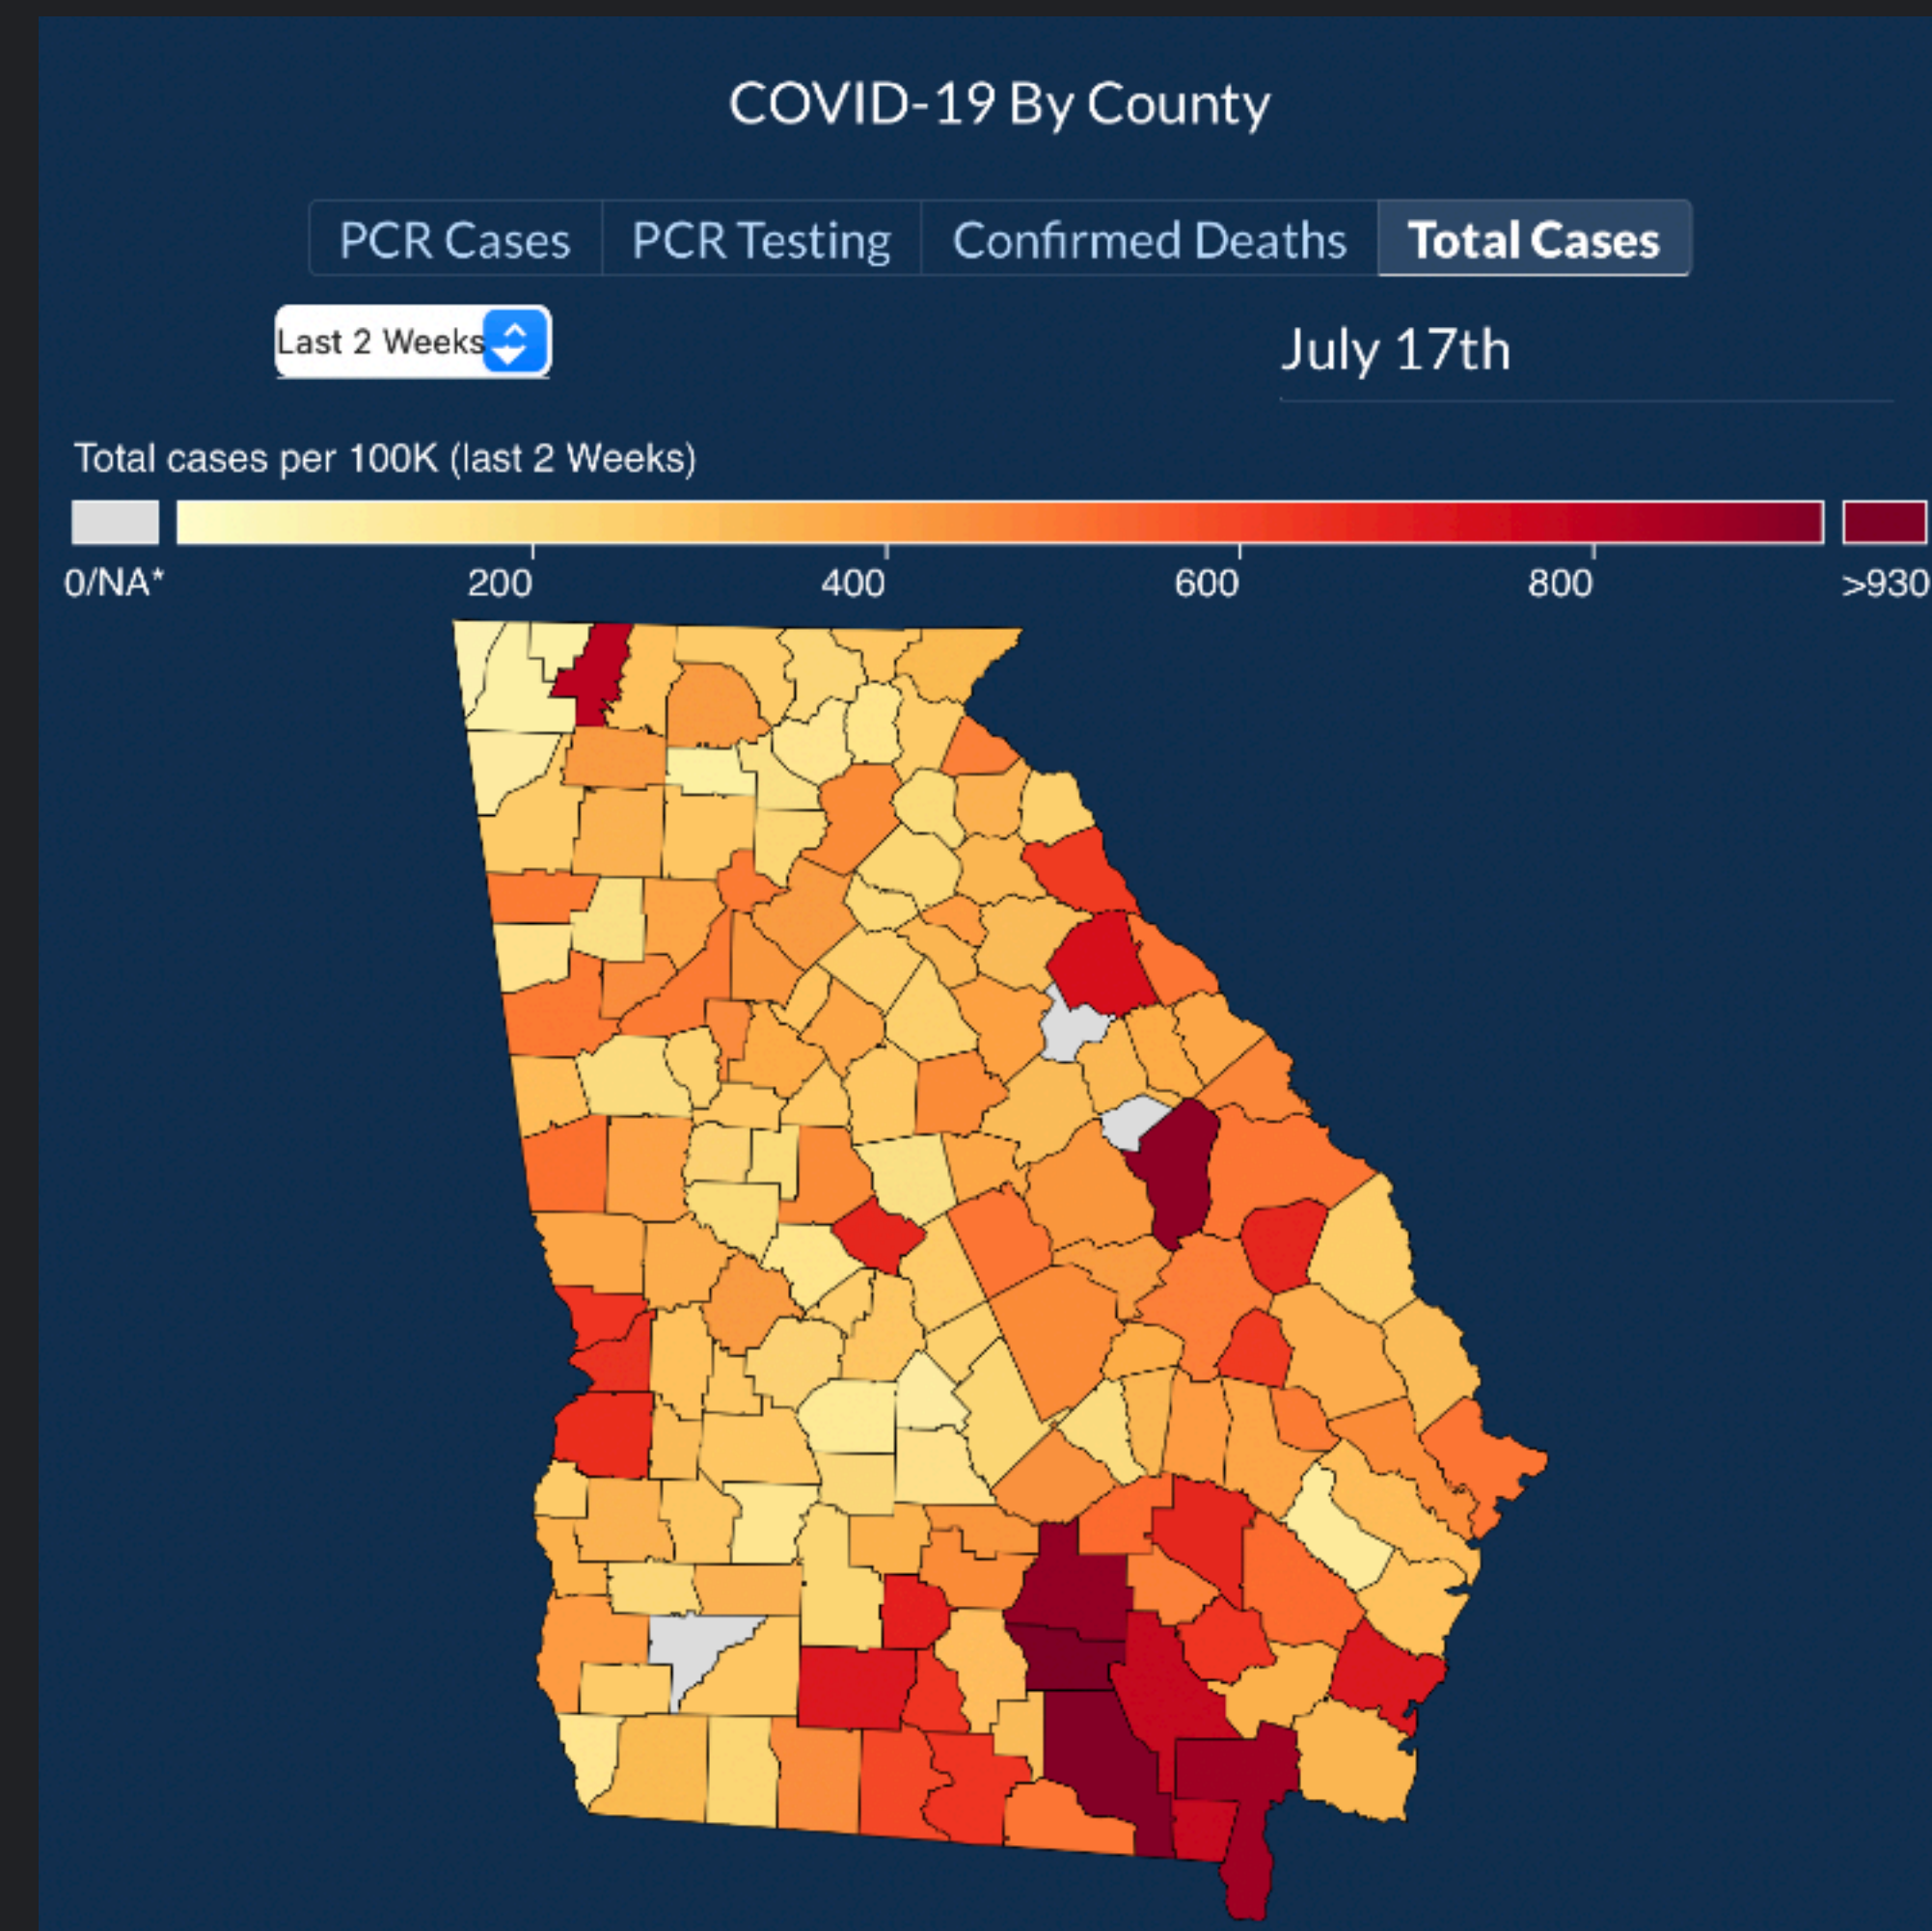 COVID-19 By County
PCR Cases PCR Testing Confirmed Deaths Total Cases
Last 2 Weeks July 17th
Total cases per 100K (last 2 Weeks)
0/NA* 200 400 600 800 >930